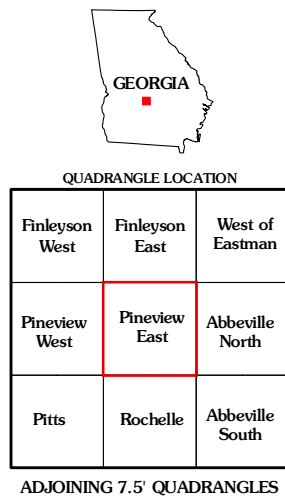 GEORGIA
QUADRANGLE LOCATION
Finleyson
West
Finleyson
East
West of
Eastman
Pineview
West
Pineview
East
Abbeville
North
Pitts
Rochelle
Abbeville
South
ADJOINING 7.5' QUADRANGLES